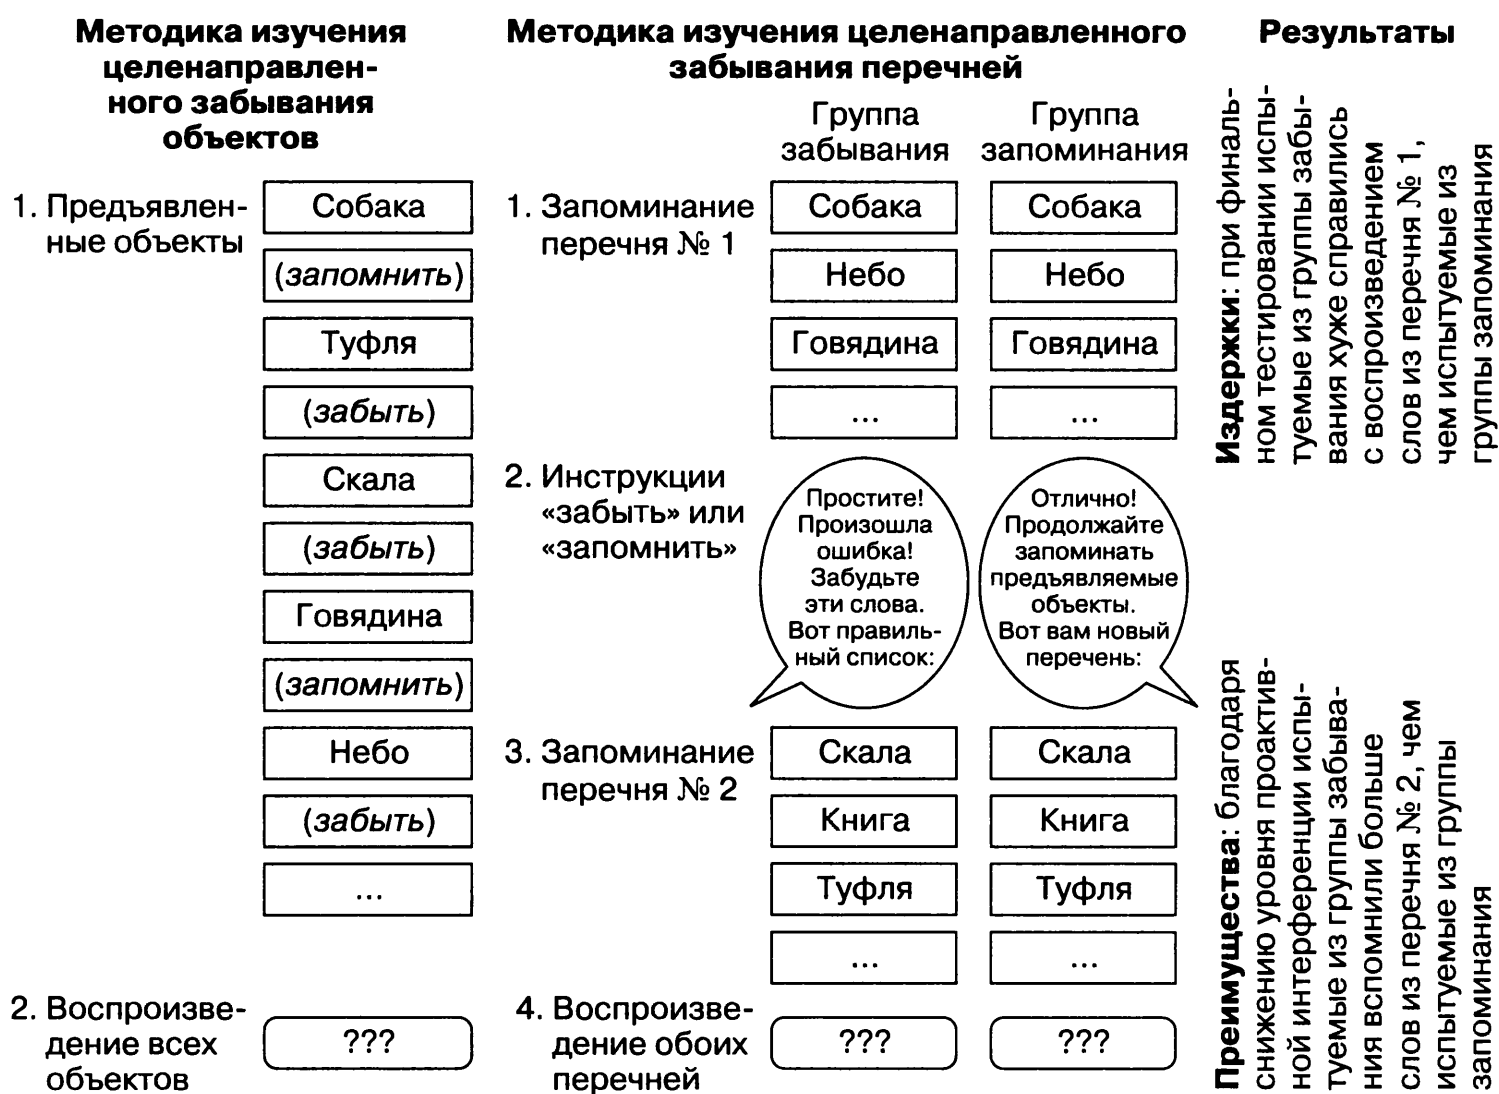 Методика изучения
целенаправлен-
ного забывания
объектов
1. Предъявлен-
ные объекты
Собака
(запомнить)
Туфля
(забыть)
Скала
(забыть)
Говядина
(запомнить)
Небо
(забыть)
...
2. Воспроизве-
дение всех
объектов
???
Методика изучения целенаправленного
забывания перечней
Группа
забывания
Группа
запоминания
1. Запоминание
перечня № 1
Собака
Собака
Небо
Небо
Говядина
Говядина
...
...
2. Инструкции
«забыть» или
«запомнить»
Простите!
Произошла
ошибка!
Забудьте
эти слова.
Вот правиль-
ный список:
Отлично!
Продолжайте
запоминать
предъявляемые
объекты.
Вот вам новый
перечень:
3. Запоминание
перечня № 2
Скала
Скала
Книга
Книга
Туфля
Туфля
...
...
4. Воспроизве-
дение обоих
перечней
???
???
Результаты
Издержки: при финаль-
ном тестировании испы-
туемые из группы забы-
вания хуже справились
с воспроизведением
слов из перечня № 1,
чем испытуемые из
группы запоминания
Преимущества: благодаря
снижению уровня проактив-
ной интерференции испы-
туемые из группы забыва-
ния вспомнили больше
слов из перечня № 2, чем
испытуемые из группы
запоминания